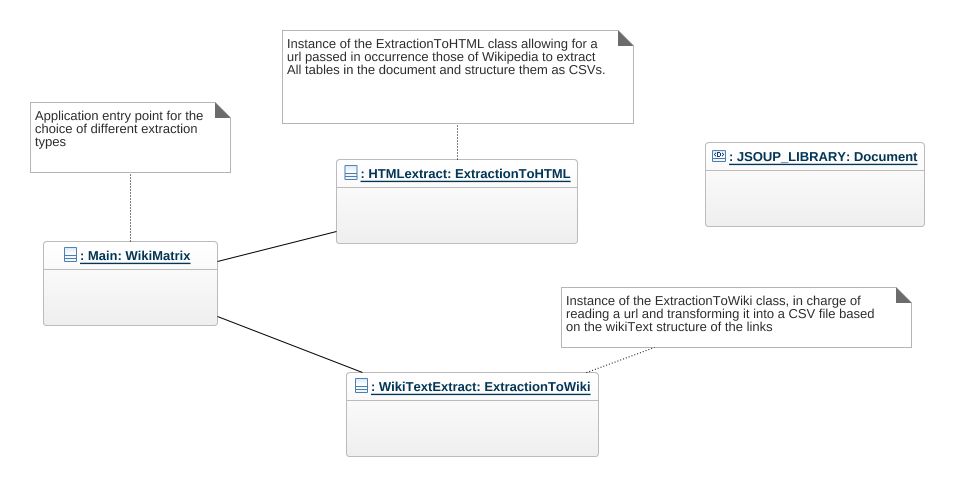 Instance of the ExtractionToHTML class allowing for a
url passed in occurrence those of Wikipedia to extract
All tables in the document and structure them as CSVs.
Application entry point for the
choice of different extraction
types
: JSOUP_LIBRARY: Document
: HTMLextract: ExtractionToHTML
: Main: WikiMatrix
Instance of the ExtractionToWiki class, in charge of
reading a url and transforming it into a CSV file based
on the wikiText structure of the links
: WikiTextExtract: ExtractionToWiki